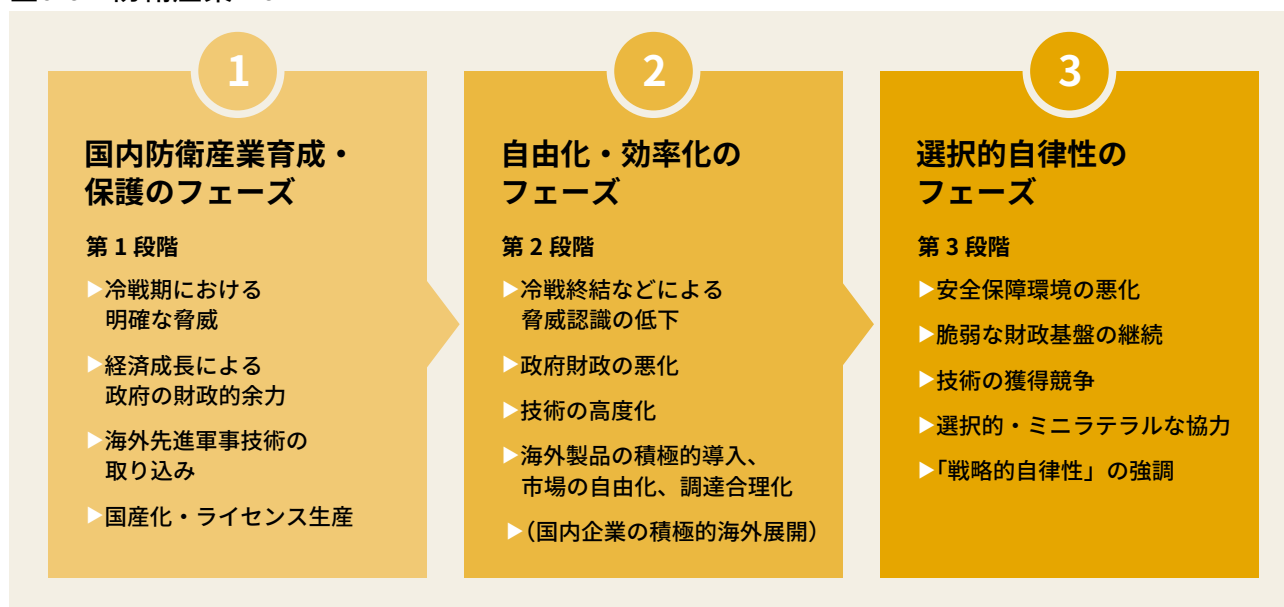 1
国内防衛産業育成・
保護のフェーズ
第 1 段階
▶冷戦期における
明確な脅威
▶経済成長による
政府の財政的余力
▶海外先進軍事技術の
取り込み
▶国産化・ライセンス生産
2
自由化・効率化の
フェーズ
第 2 段階
▶冷戦終結などによる
脅威認識の低下
▶政府財政の悪化
▶技術の高度化
▶海外製品の積極的導入、
市場の自由化、調達合理化
▶（国内企業の積極的海外展開）
3
選択的自律性の
フェーズ
第 3 段階
▶安全保障環境の悪化
▶脆弱な財政基盤の継続
▶技術の獲得競争
▶選択的・ミニラテラルな協力
▶「戦略的自律性」の強調